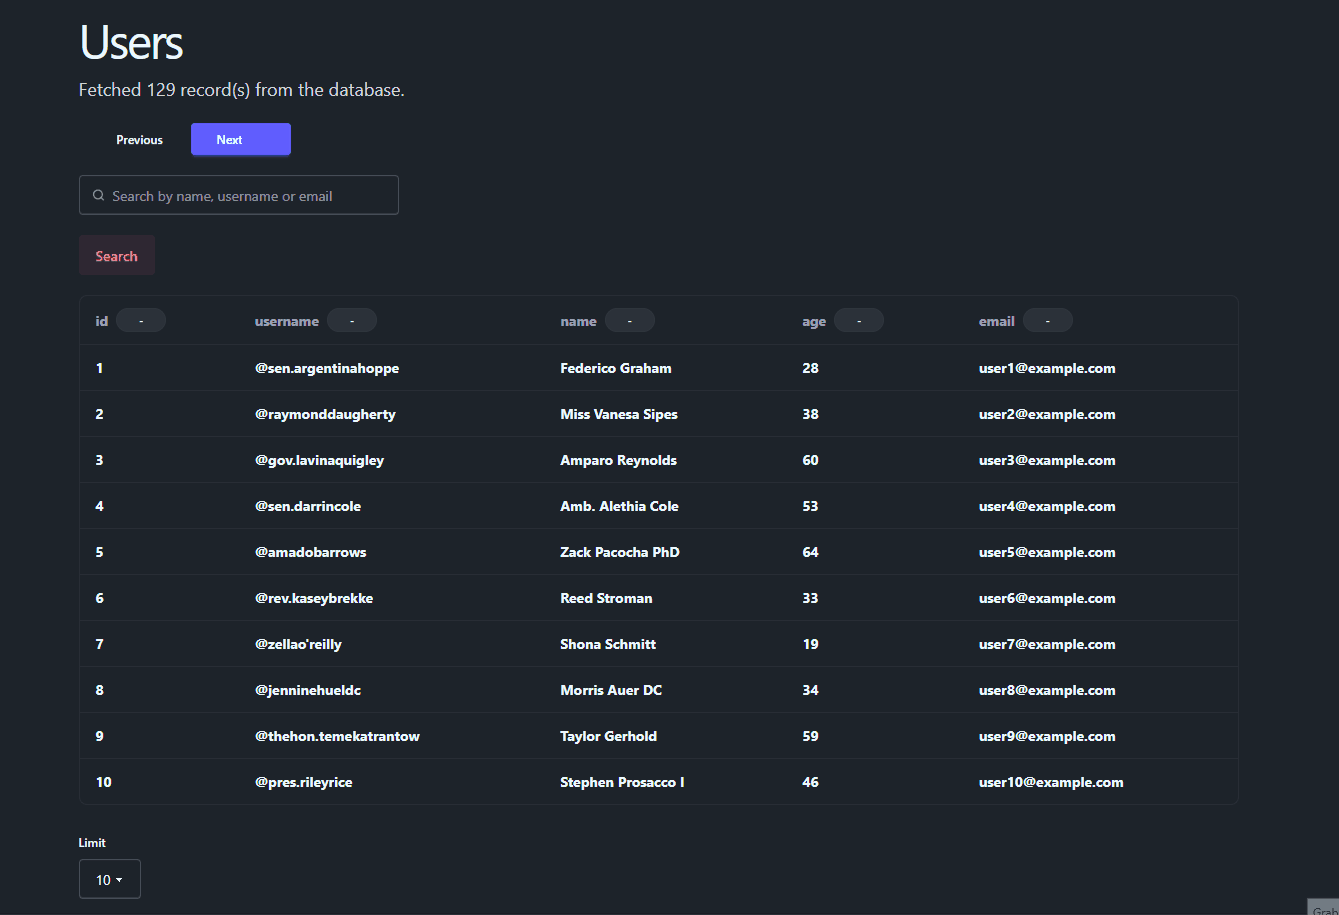 Users
Fetched 129 record(s) from the database.
Previous Next
Search by name, username or email
Search
id - username - name - age - email -
1 @sen.argentinahoppe Federico Graham 28 user1@example.com
2 @raymonddaugherty Miss Vanesa Sipes 38 user2@example.com
3 @gov.lavinaquigley Amparo Reynolds 60 user3@example.com
4 @sen.darrincole Amb. Alethia Cole 53 user4@example.com
5 @amadobarrows Zack Pacocha PhD 64 user5@example.com
6 @rev.kaseybrekke Reed Stroman 33 user6@example.com
7 @zellao'reilly Shona Schmitt 19 user7@example.com
8 @jenninehueldc Morris Auer DC 34 user8@example.com
9 @thehon.temekatrantow Taylor Gerhold 59 user9@example.com
10 @pres.rileyrice Stephen Prosacco I 46 user10@example.com
Limit
10